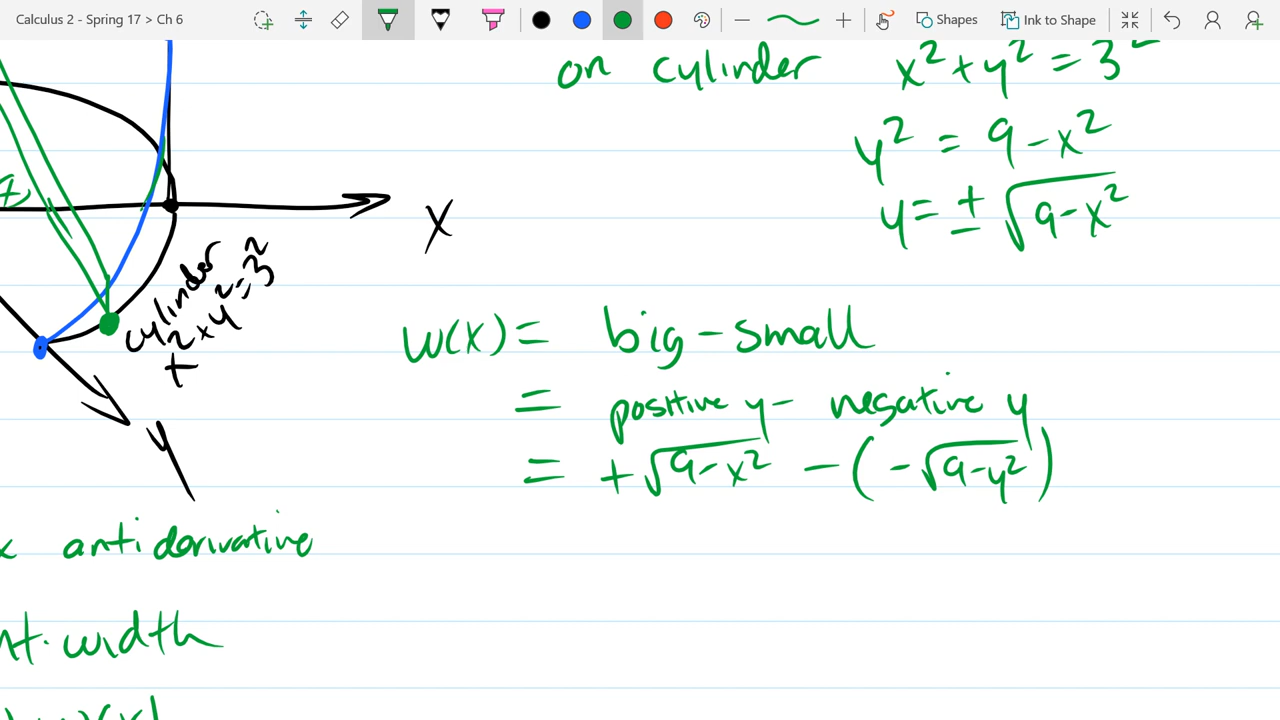 Calculus 2 - Spring 17 > Ch 6
Shapes
Ink to Shape
on cylinder x² + y² = 3²
y² = 9 - x²
y = ± √(9 - x²)
x
cylinder
x² + y² = 3²
y
w(x) = big - small
= positive y - negative y
= + √(9 - x²) - (-√(9 - y²))
x antiderivative
nt. width
w(x)